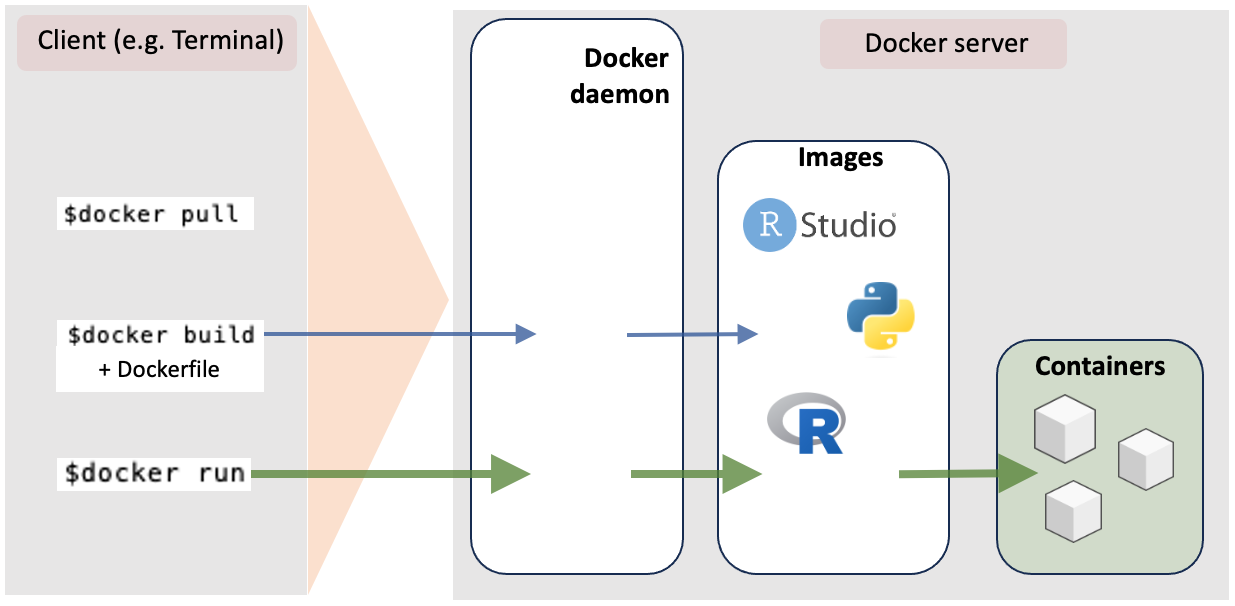 Client (e.g. Terminal)
Docker server
Docker
daemon
Images
R Studio
$docker pull
$docker build
+ Dockerfile
Containers
R
$docker run